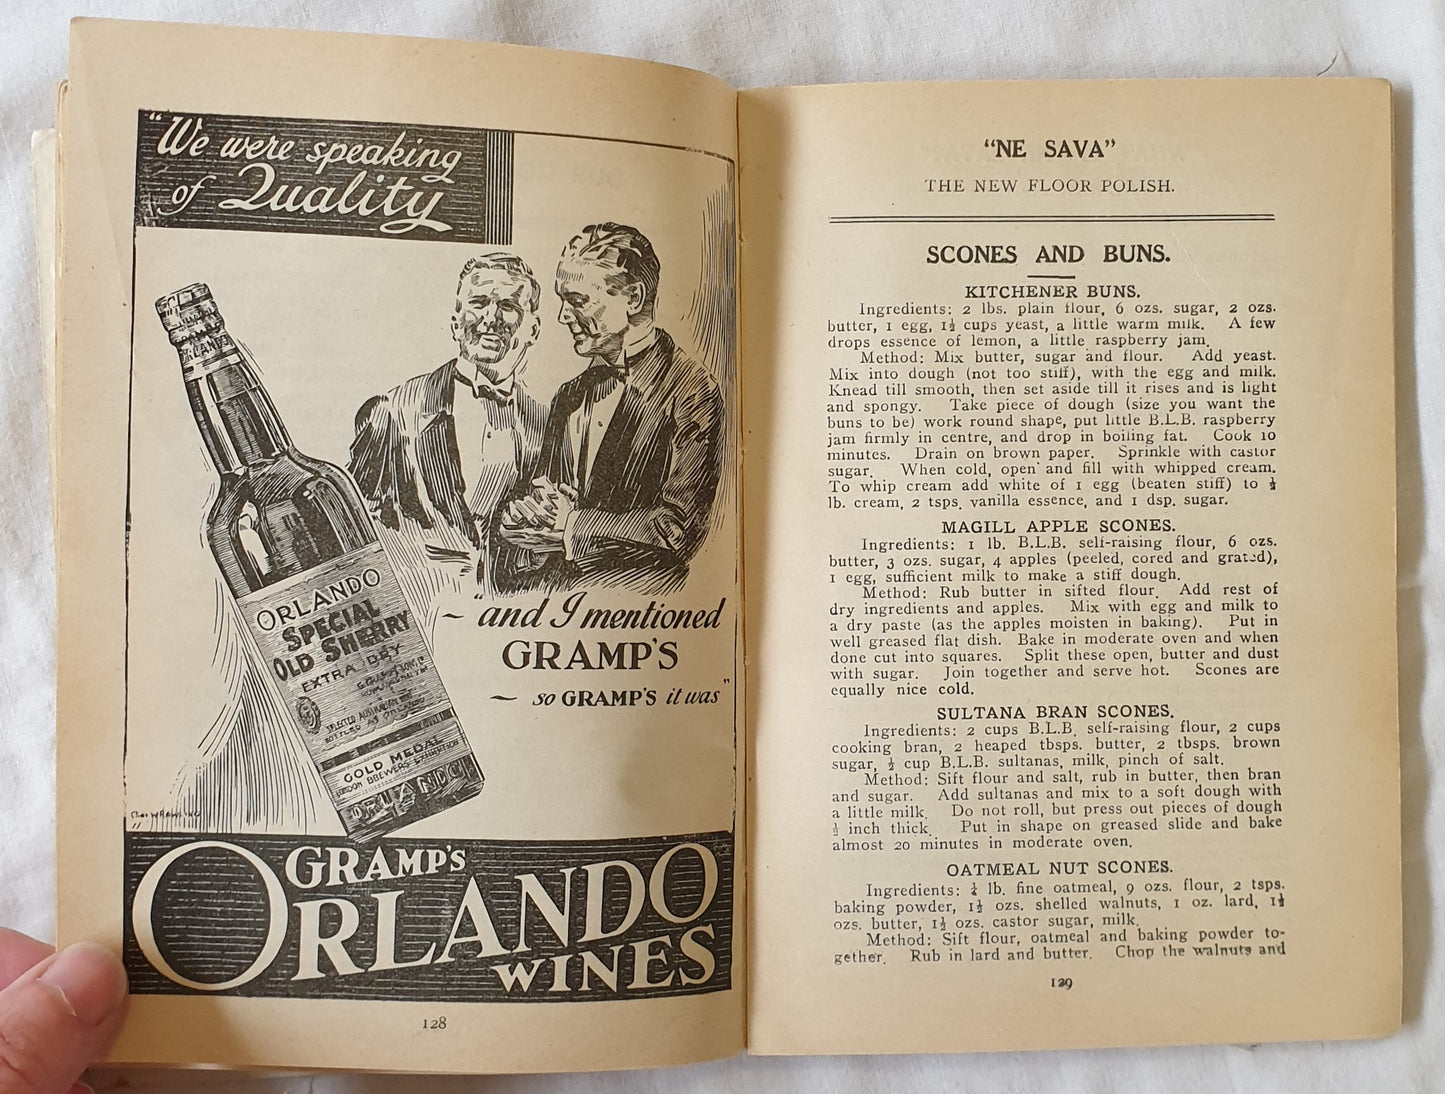 "We were speaking
of Quality
ORLANDO
SPECIAL
OLD SHERRY
EXTRA DRY
GOLD MEDAL
LONDON BREWERS' EXHIBITION
ORLANDO
~ "and I mentioned
GRAMP'S
~ so GRAMP'S it was"
GRAMP'S
ORLANDO
WINES
128
"NE SAVA"
THE NEW FLOOR POLISH.
SCONES AND BUNS.
KITCHENER BUNS.
Ingredients: 2 lbs. plain flour, 6 ozs. sugar, 2 ozs.
butter, 1 egg, 1½ cups yeast, a little warm milk. A few
drops essence of lemon, a little raspberry jam.
Method: Mix butter, sugar and flour. Add yeast.
Mix into dough (not too stiff), with the egg and milk.
Knead till smooth, then set aside till it rises and is light
and spongy. Take piece of dough (size you want the
buns to be) work round shape, put little B.L.B. raspberry
jam firmly in centre, and drop in boiling fat. Cook 10
minutes. Drain on brown paper. Sprinkle with castor
sugar. When cold, open and fill with whipped cream.
To whip cream add white of 1 egg (beaten stiff) to
lb. cream, 2 tsps. vanilla essence, and 1 dsp. sugar.
MAGILL APPLE SCONES.
Ingredients: 1 lb. B.L.B. self-raising flour, 6 ozs.
butter, 3 ozs. sugar, 4 apples (peeled, cored and grated),
1 egg, sufficient milk to make a stiff dough.
Method: Rub butter in sifted flour. Add rest of
dry ingredients and apples. Mix with egg and milk to
a dry paste (as the apples moisten in baking). Put in
well greased flat dish. Bake in moderate oven and when
done cut into squares. Split these open, butter and dust
with sugar. Join together and serve hot. Scones are
equally nice cold.
SULTANA BRAN SCONES.
Ingredients: 2 cups B.L.B. self-raising flour, 2 cups
cooking bran, 2 heaped tbsps. butter, 2 tbsps. brown
sugar, ½ cup B.L.B. sultanas, milk, pinch of salt.
Method: Sift flour and salt, rub in butter, then bran
and sugar. Add sultanas and mix to a soft dough with
a little milk. Do not roll, but press out pieces of dough
½ inch thick. Put in shape on greased slide and bake
almost 20 minutes in moderate oven.
OATMEAL NUT SCONES.
Ingredients: lb. fine oatmeal, 9 ozs. flour, 2 tsps.
baking powder, 1½ ozs. shelled walnuts, 1 oz. lard, 1½
ozs. butter, 1½ ozs. castor sugar, milk.
Method: Sift flour, oatmeal and baking powder to-
gether. Rub in lard and butter. Chop the walnuts and
129